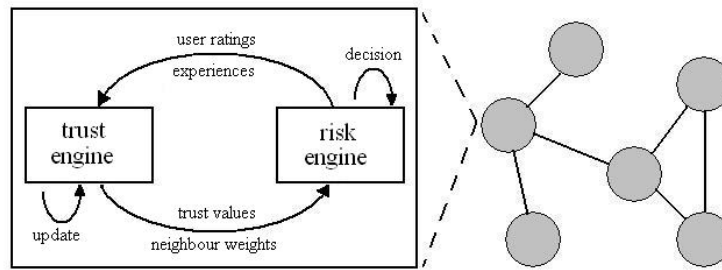 user ratings
experiences
decision
trust
engine
risk
engine
trust values
neighbour weights
update